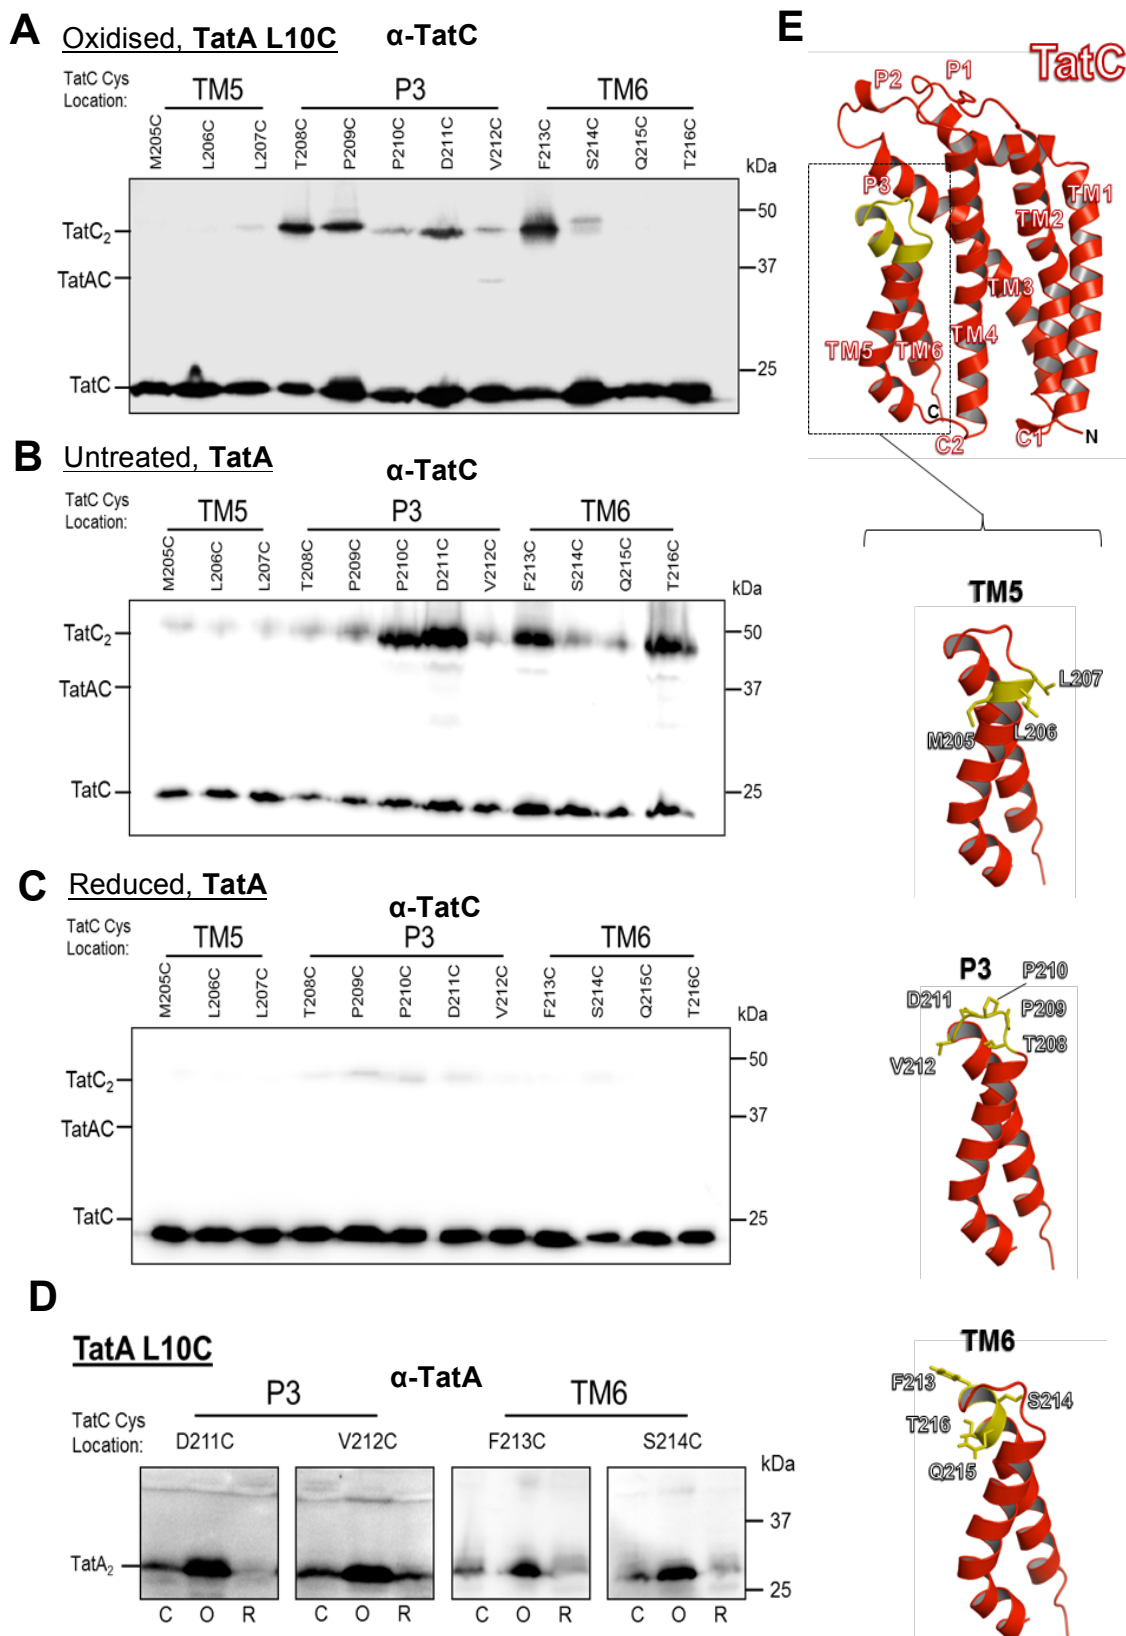 A
Oxidised, TatA L10C
α-TatC
TatC Cys
Location:
TM5
P3
TM6
M205C
L206C
L207C
T208C
P209C
P210C
D211C
V212C
F213C
S214C
Q215C
T216C
kDa
TatC2
50
37
TatAC
25
TatC
B
Untreated, TatA
α-TatC
TatC Cys
Location:
TM5
P3
TM6
M205C
L206C
L207C
T208C
P209C
P210C
D211C
V212C
F213C
S214C
Q215C
T216C
kDa
TatC2
50
TatAC
37
TatC
25
C
Reduced, TatA
α-TatC
TatC Cys
Location:
TM5
P3
TM6
M205C
L206C
L207C
T208C
P209C
P210C
D211C
V212C
F213C
S214C
Q215C
T216C
kDa
TatC2
50
TatAC
37
TatC
25
D
TatA L10C
α-TatA
TatC Cys
Location:
P3
TM6
D211C
V212C
F213C
S214C
kDa
37
TatA2
25
C O R
C O R
C O R
C O R
E
TatC
P2
P1
P3
TM1
TM2
TM3
TM4
TM5
TM6
C
C2
C1
N
TM5
L207
M205
L206
P3
P210
D211
P209
T208
V212
TM6
F213
S214
T216
Q215